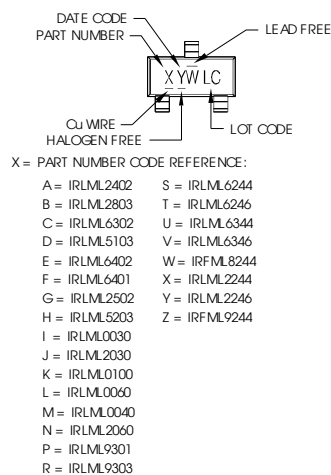 DATE CODE
PART NUMBER
LEAD FREE
X YW LC
Cu WIRE
HALOGEN FREE
LOT CODE
X = PART NUMBER CODE REFERENCE:
A = IRLML2402 S = IRLML6244
B = IRLML2803 T = IRLML6246
C = IRLML6302 U = IRLML6344
D = IRLML5103 V = IRLML6346
E = IRLML6402 W = IRFML8244
F = IRLML6401 X = IRLML2244
G = IRLML2502 Y = IRLML2246
H = IRLML5203 Z = IRFML9244
I = IRLML0030
J = IRLML2030
K = IRLML0100
L = IRLML0060
M = IRLML0040
N = IRLML2060
P = IRLML9301
R = IRLML9303